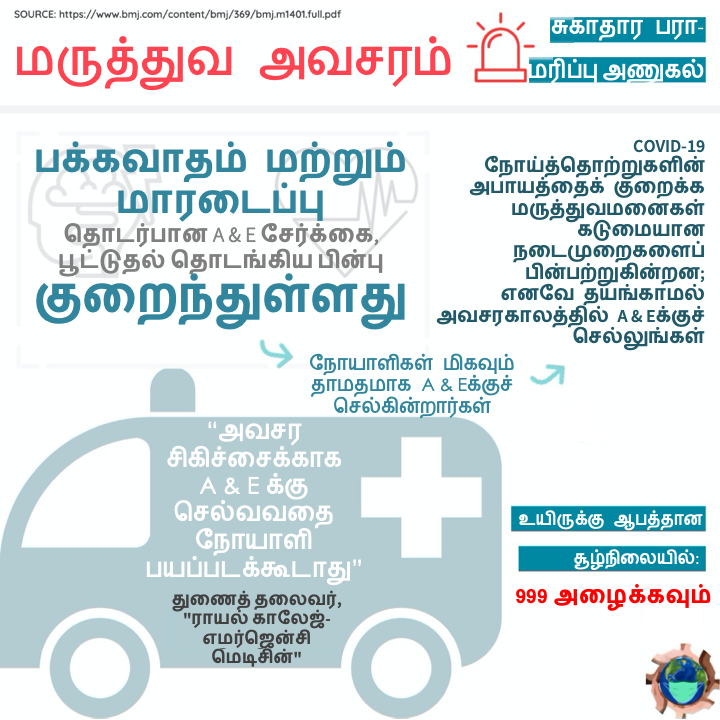 SOURCE: https://www.bmj.com/content/bmj/369/bmj.m1401.full.pdf
மருத்துவ அவசரம்
சுகாதார பரா-
மரிப்பு அணுகல்
பக்கவாதம் மற்றும்
மாரடைப்பு
தொடர்பான A & E சேர்க்கை,
பூட்டுதல் தொடங்கிய பின்பு
குறைந்துள்ளது
COVID-19
நோய்த்தொற்றுகளின்
அபாயத்தைக் குறைக்க
மருத்துவமனைகள்
கடுமையான
நடைமுறைகளைப்
பின்பற்றுகின்றன;
எனவே தயங்காமல்
அவசரகாலத்தில் A & Eக்குச்
செல்லுங்கள்
நோயாளிகள் மிகவும்
தாமதமாக A & Eக்குச்
செல்கின்றார்கள்
“அவசர
சிகிச்சைக்காக
A & E க்கு
செல்வவதை
நோயாளி
பயப்படக்கூடாது”
துணைத் தலைவர்,
"ராயல் காலேஜ்-
எமர்ஜென்சி
மெடிசின்"
உயிருக்கு ஆபத்தான
சூழ்நிலையில்:
999 அழைக்கவும்